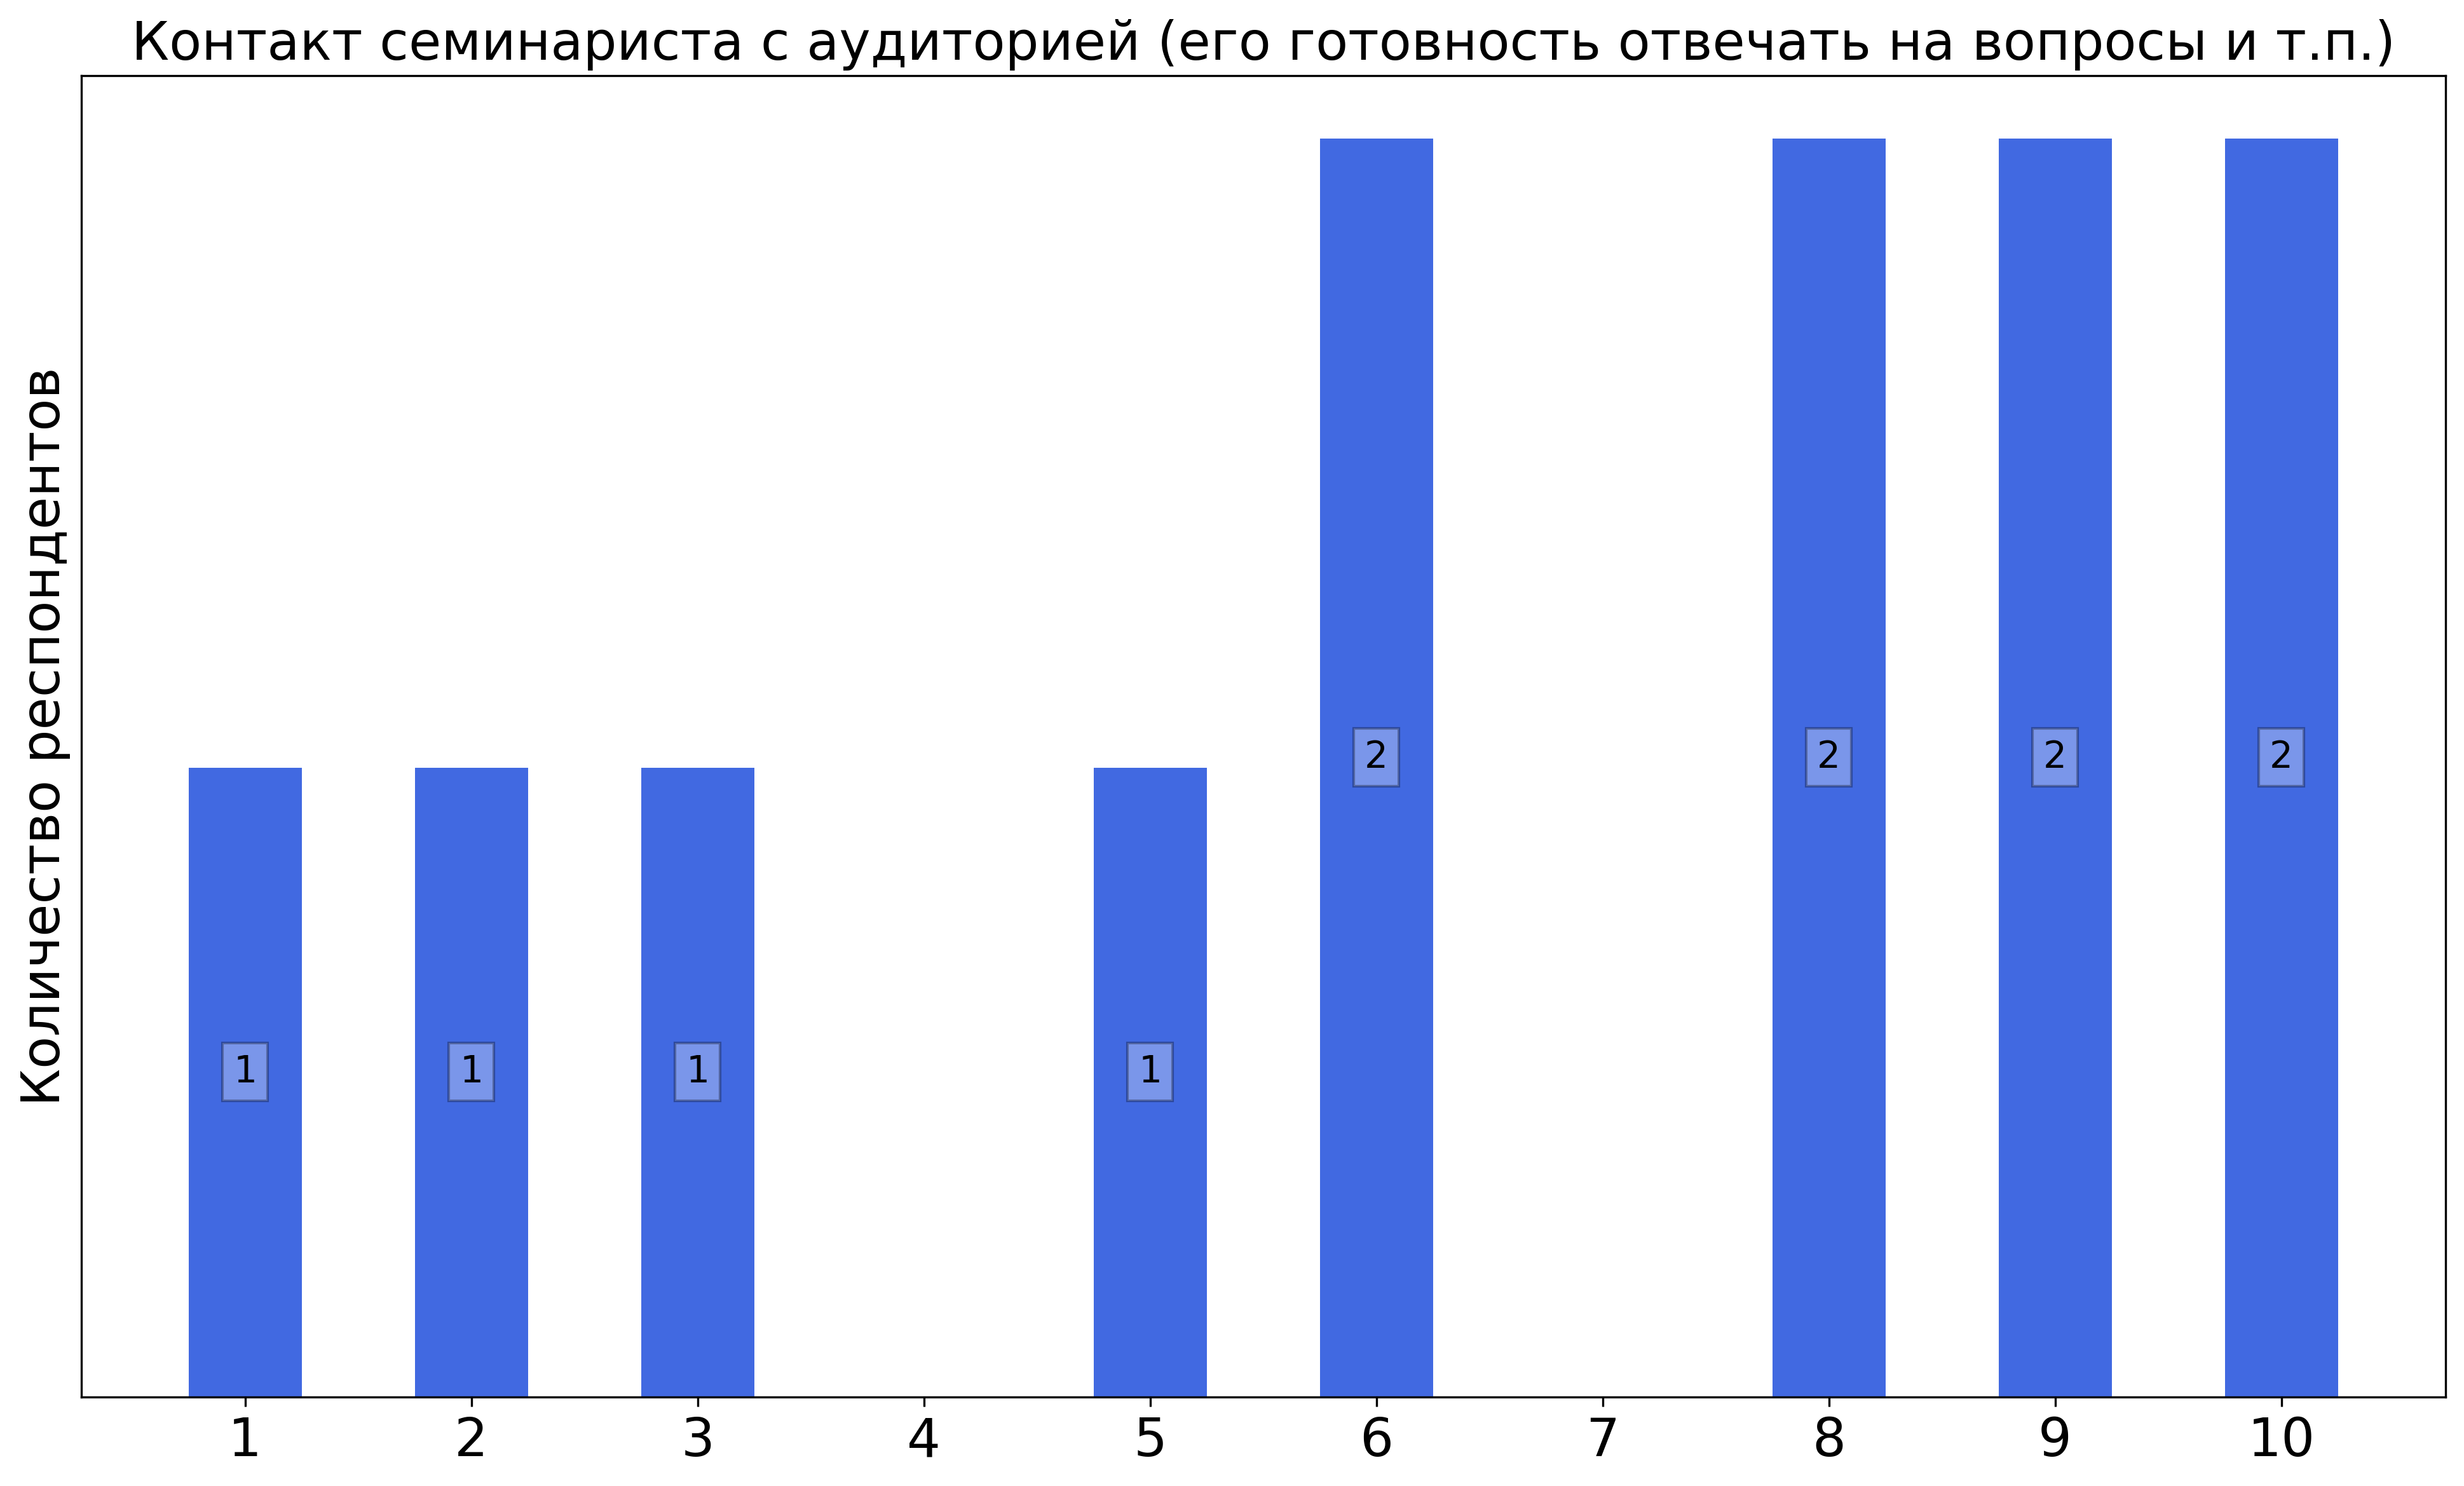 Контакт семинариста с аудиторией (его готовность отвечать на вопросы и т.п.)
Количество респондентов
2 2 2 2
1 1 1 1
1 2 3 4 5 6 7 8 9 10